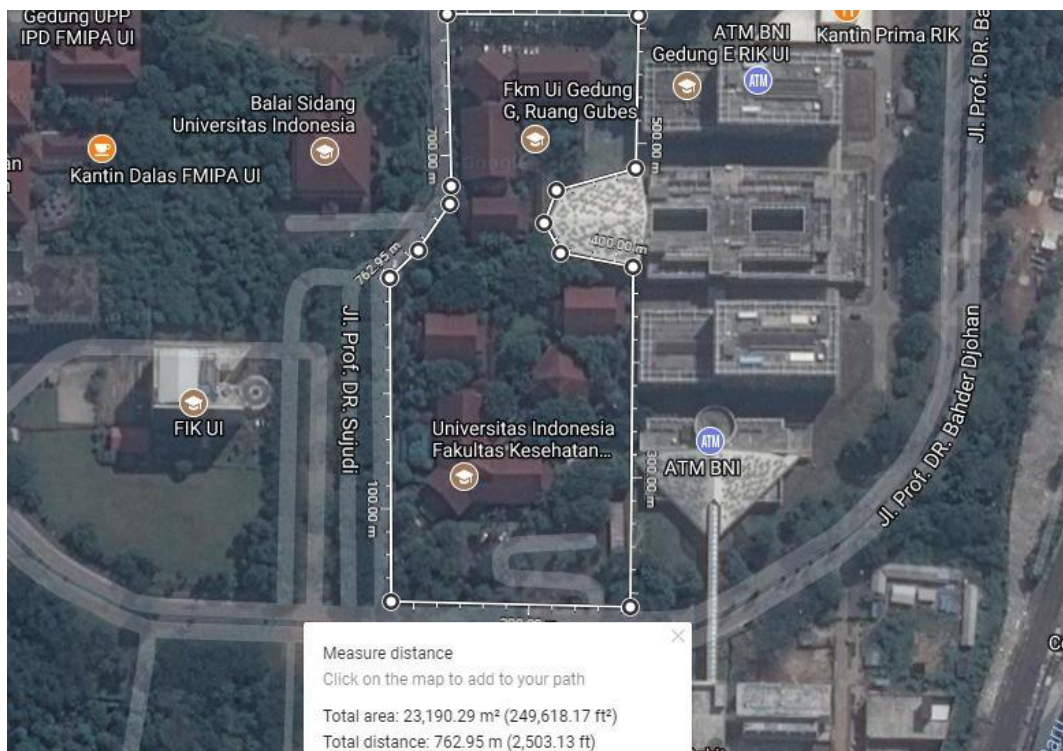 Gedung UPP
IPD FMIPA UI
ATM BNI
Gedung E RIK UI
Kantin Prima RIK
Balai Sidang
Universitas Indonesia
Fkm Ui Gedung
G, Ruang Gubes
ATM
Kantin Dalas FMIPA UI
700.00 m
500.00 m
400.00 m
762.95 m
Jl. Prof. DR. Sujudi
Jl. Prof. DR. Ba
Jl. Prof. DR. Bahder Djohan
FIK UI
Universitas Indonesia
Fakultas Kesehatan...
ATM
ATM BNI
100.00 m
300.00 m
Measure distance
Click on the map to add to your path
Total area: 23,190.29 m² (249,618.17 ft²)
Total distance: 762.95 m (2,503.13 ft)